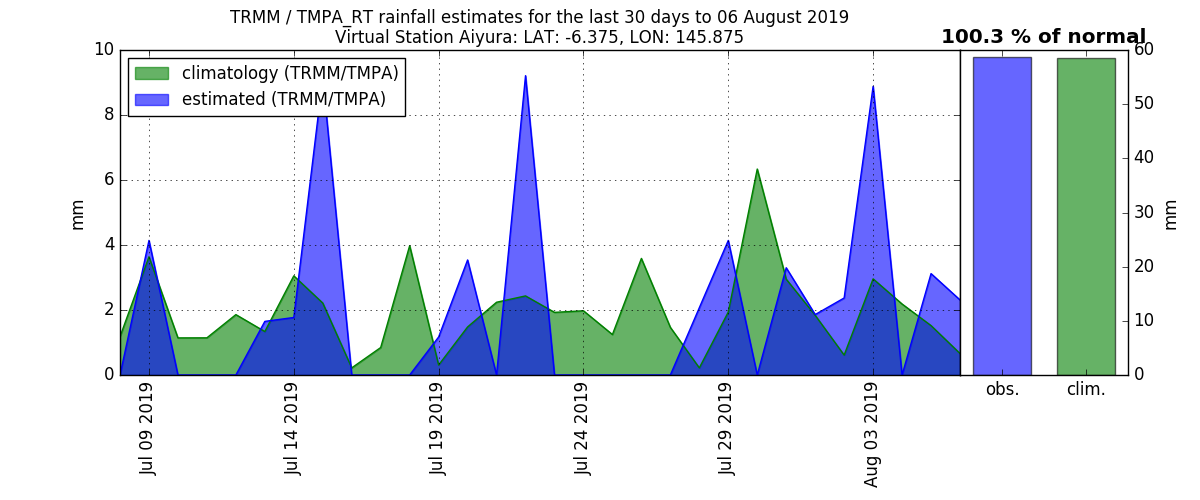 TRMM / TMPA_RT rainfall estimates for the last 30 days to 06 August 2019
Virtual Station Aiyura: LAT: -6.375, LON: 145.875
100.3 % of normal
climatology (TRMM/TMPA)
estimated (TRMM/TMPA)
10
8
6
4
2
0
mm
Jul 09 2019
Jul 14 2019
Jul 19 2019
Jul 24 2019
Jul 29 2019
Aug 03 2019
obs.
clim.
60
50
40
30
20
10
0
mm